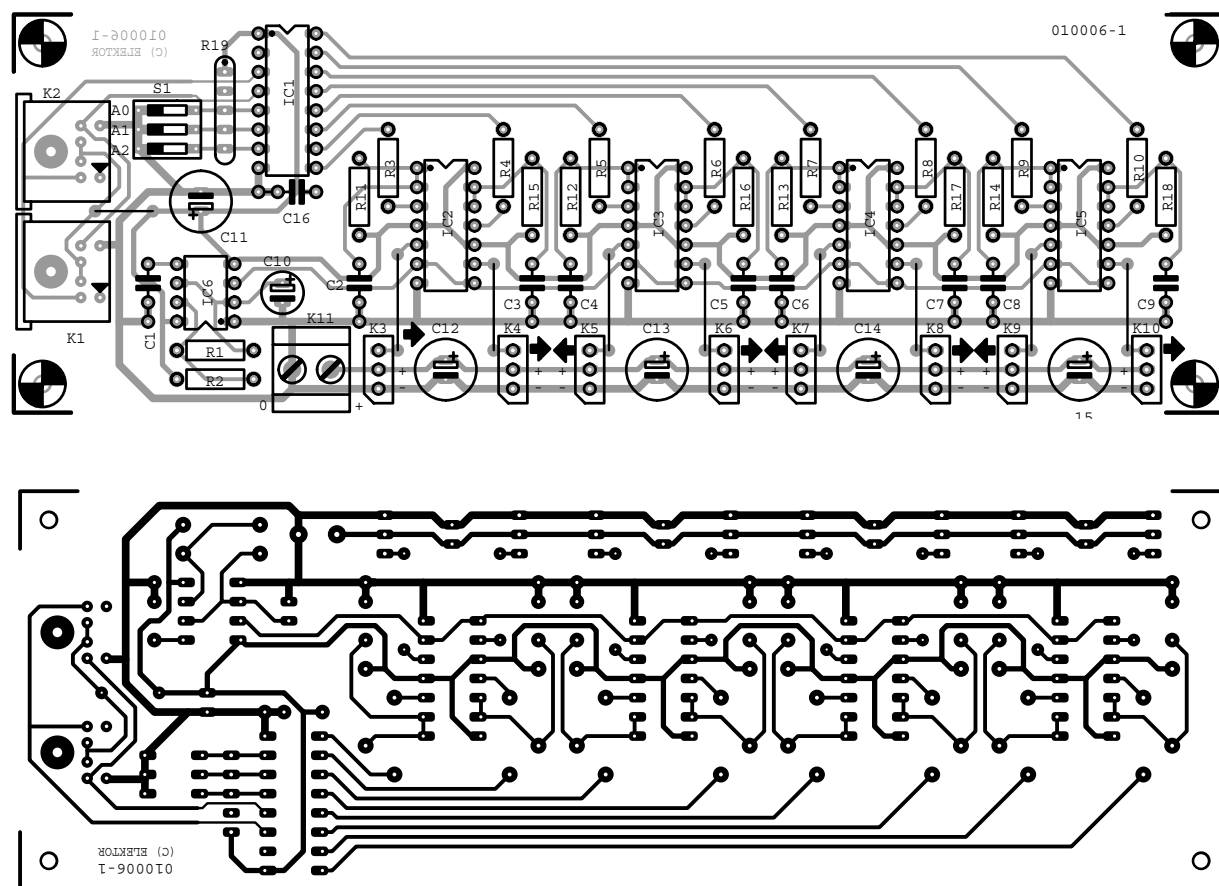 010006-1
(C) ELEKTOR
010006-1
R19
K2
S1
A0
A1
A2
IC1
R3
R4
R5
R6
R7
R8
R9
R10
R11
R15
R12
R16
R13
R17
R14
R18
IC2
IC3
IC4
IC5
C16
C11
C10
IC6
C2
C3
C4
C5
C6
C7
C8
C9
K1
C1
K11
K3
C12
K4
K5
C13
K6
K7
C14
K8
K9
K10
R1
R2
+
+
+
+
+
+
+
-
-
-
-
-
-
-
0
+
15
(C) ELEKTOR
010006-1